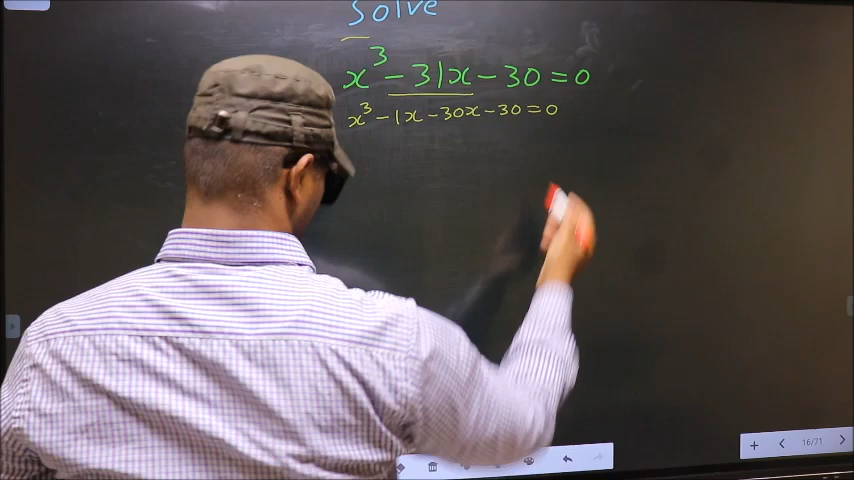 Solve
x³ - 31x - 30 = 0
x³ - 1x - 30x - 30 = 0
16/71